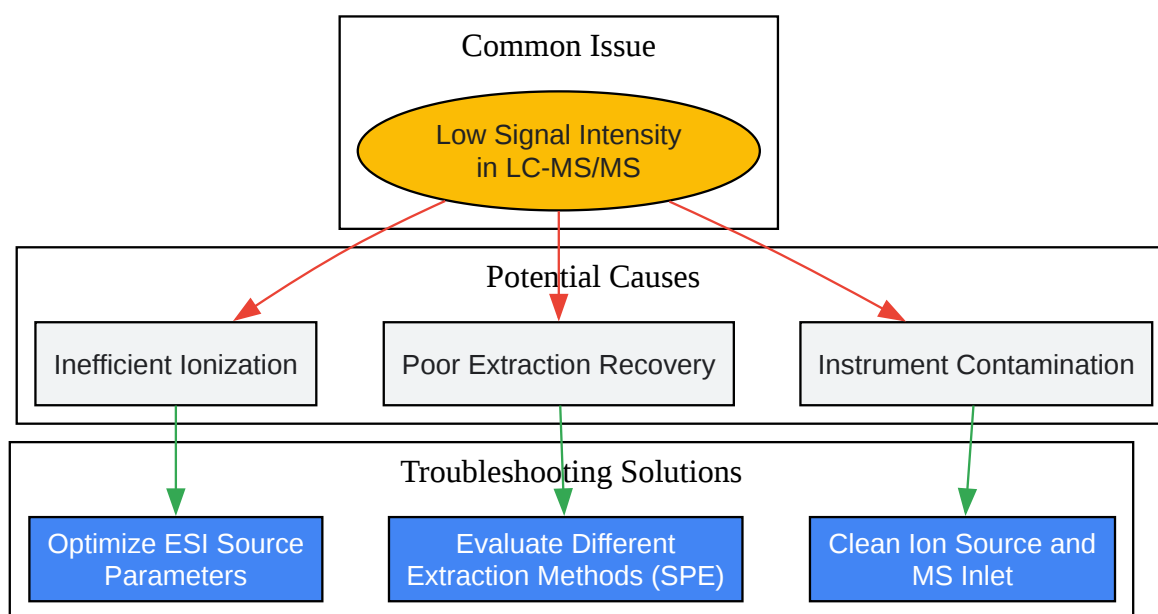 Common Issue
Low Signal Intensity
in LC-MS/MS
Potential Causes
Inefficient Ionization
Poor Extraction Recovery
Instrument Contamination
Troubleshooting Solutions
Optimize ESI Source
Parameters
Evaluate Different
Extraction Methods (SPE)
Clean Ion Source and
MS Inlet